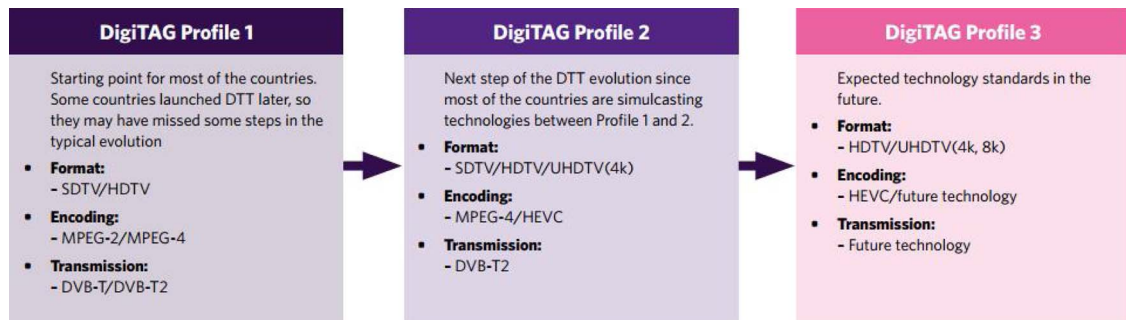 DigiTAG Profile 1
Starting point for most of the countries.
Some countries launched DTT later, so
they may have missed some steps in the
typical evolution
• Format:
– SDTV/HDTV
• Encoding:
– MPEG-2/MPEG-4
• Transmission:
– DVB-T/DVB-T2
DigiTAG Profile 2
Next step of the DTT evolution since
most of the countries are simulcasting
technologies between Profile 1 and 2.
• Format:
– SDTV/HDTV/UHDTV(4k)
• Encoding:
– MPEG-4/HEVC
• Transmission:
– DVB-T2
DigiTAG Profile 3
Expected technology standards in the
future.
• Format:
– HDTV/UHDTV(4k, 8k)
• Encoding:
– HEVC/future technology
• Transmission:
– Future technology